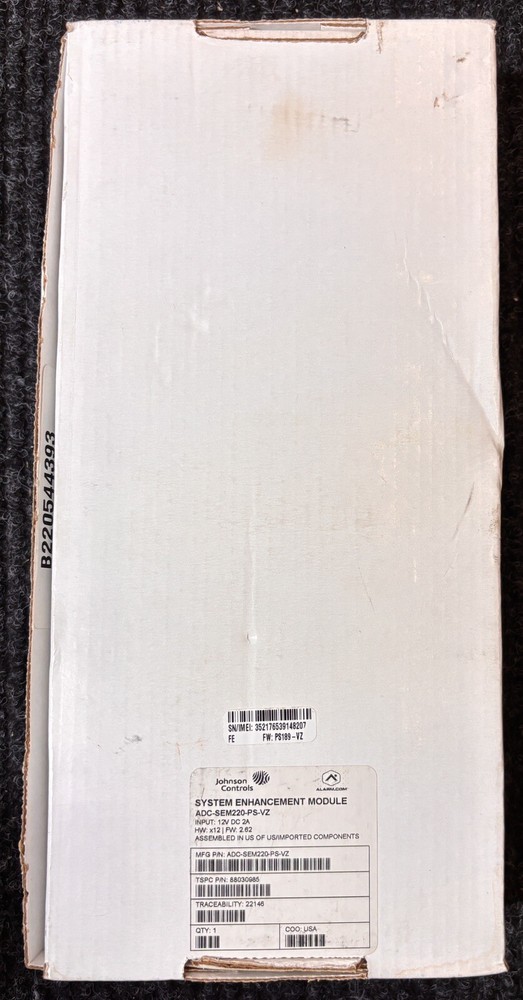 B220544393
SN/IMEI: 352176539148207
FE FW: PS189-VZ
Johnson
Controls
ALARM.COM
SYSTEM ENHANCEMENT MODULE
ADC-SEM220-PS-VZ
INPUT: 12V DC 2A
HW: x12 | FW: 2.62
ASSEMBLED IN US OF US/IMPORTED COMPONENTS
MFG P/N: ADC-SEM220-PS-VZ
TSPC P/N: 88030985
TRACEABILITY: 22146
QTY: 1
COO: USA